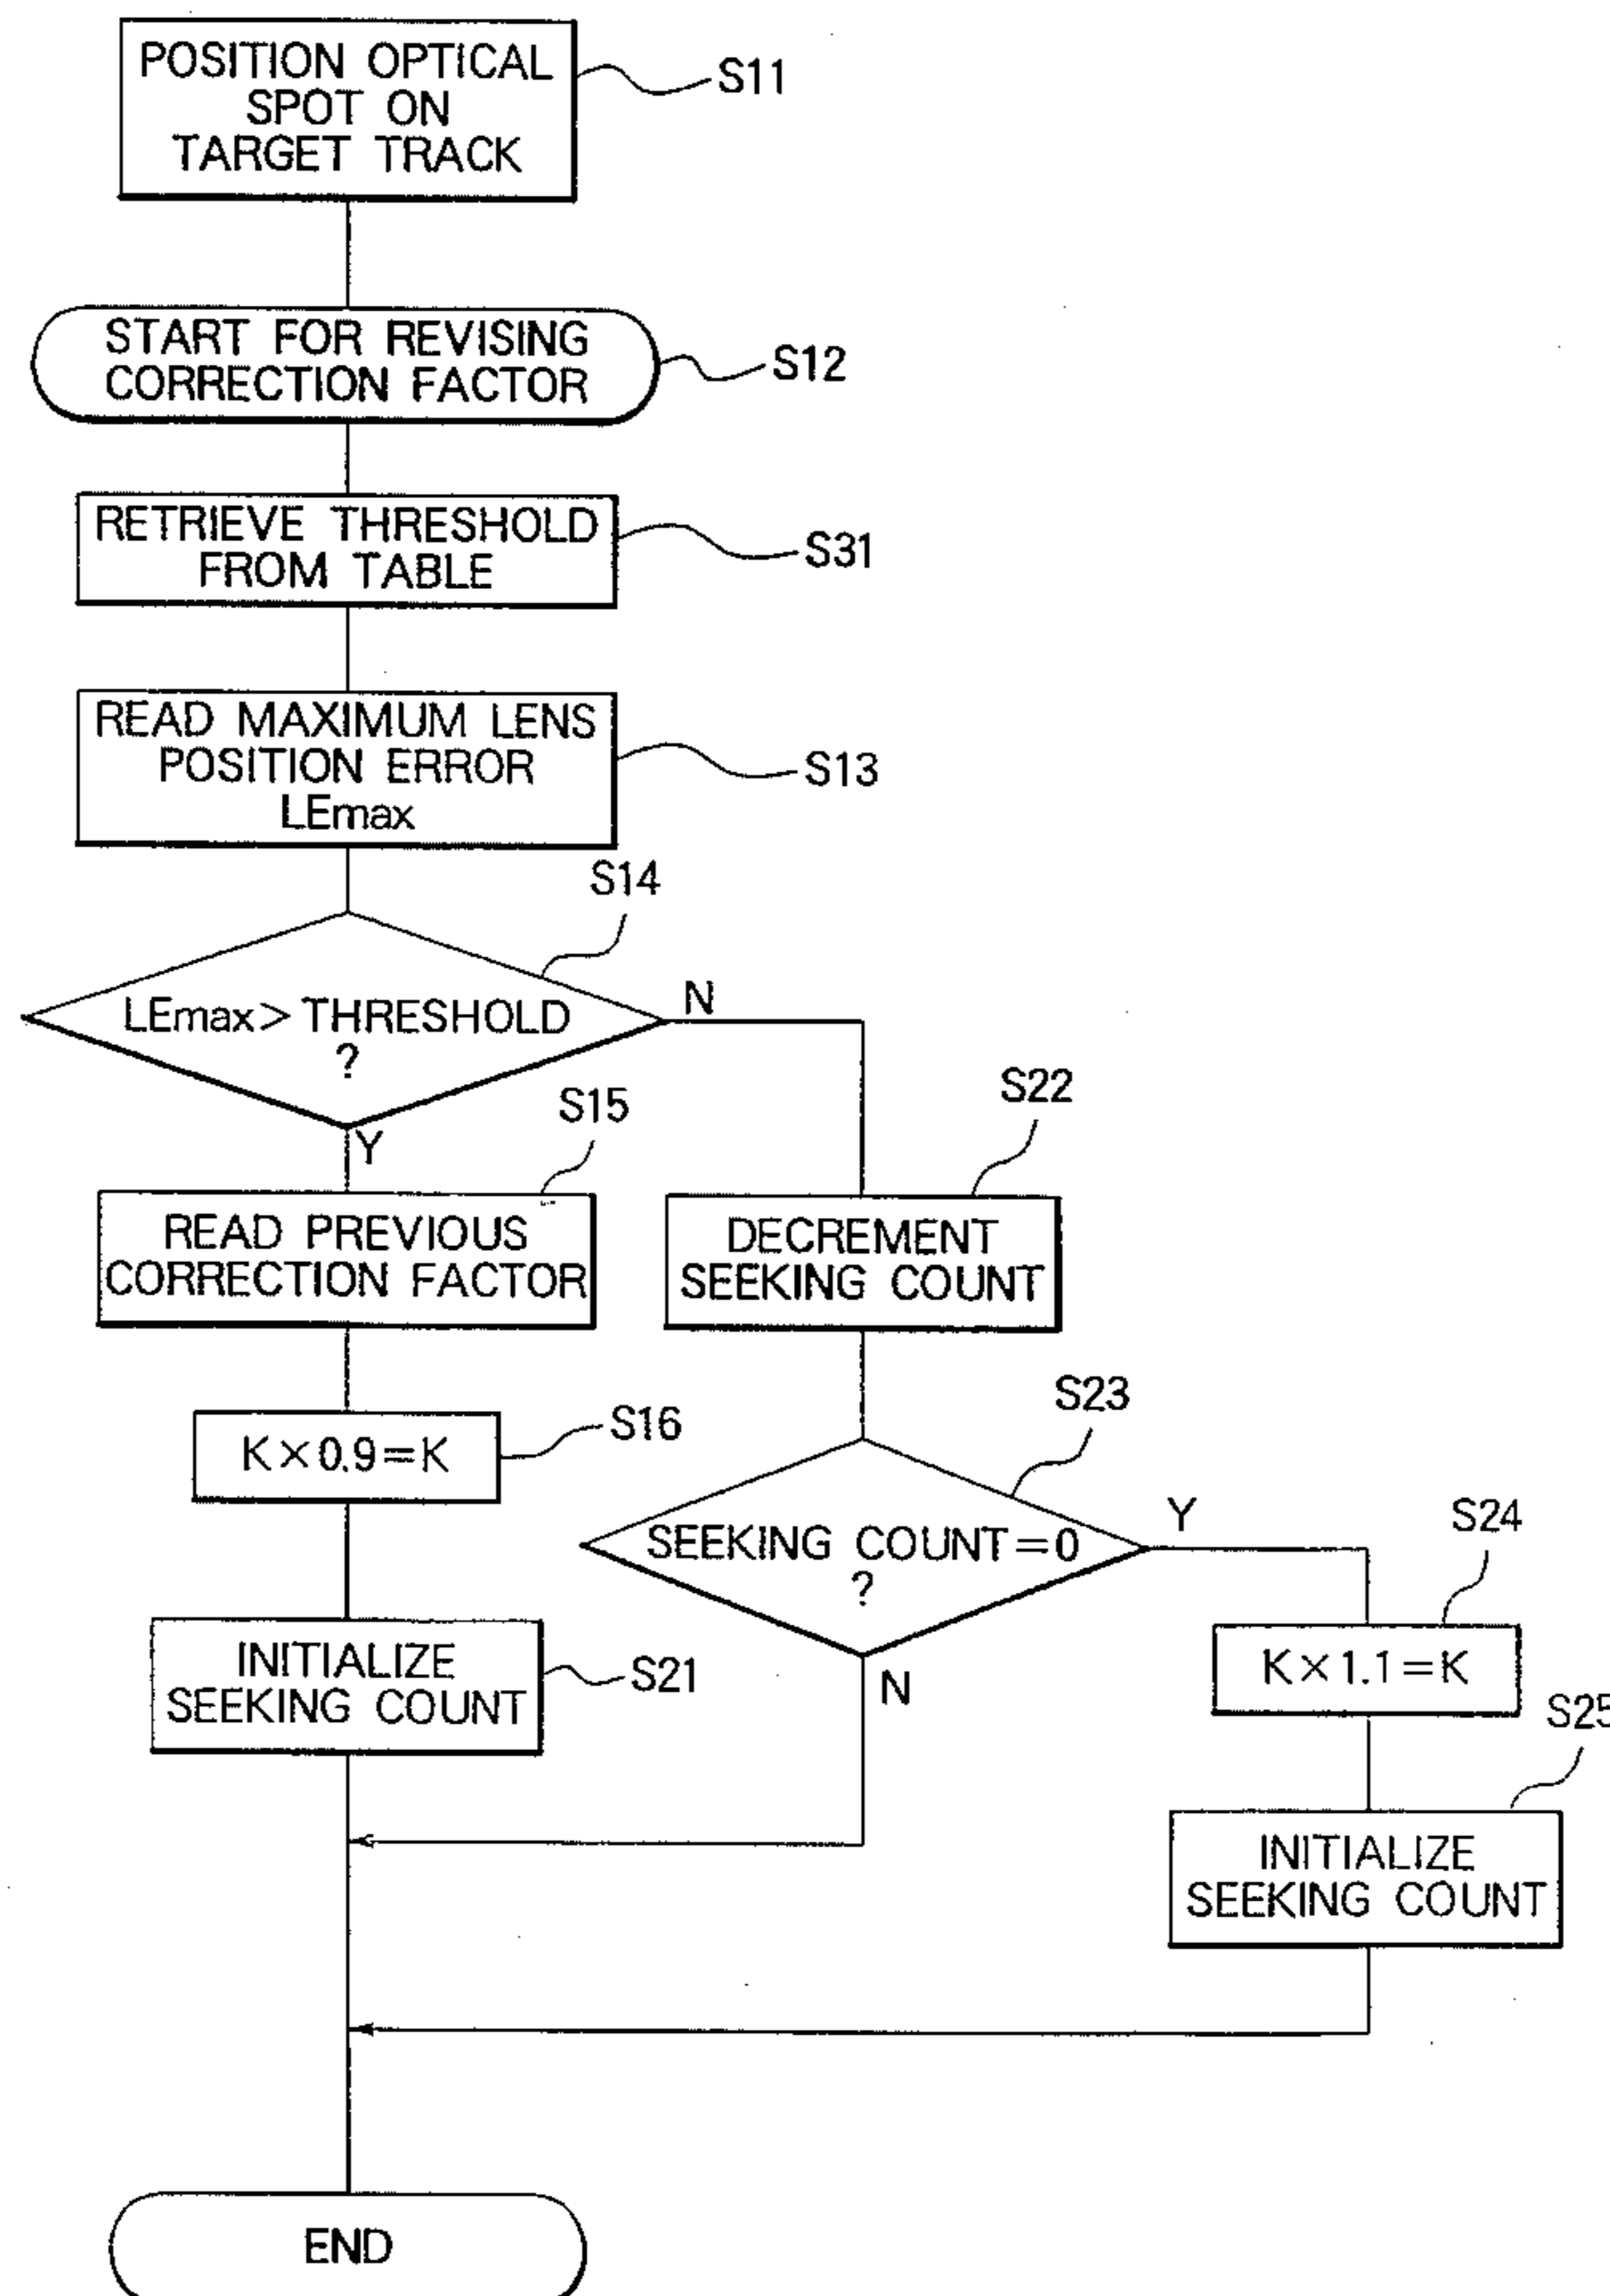 POSITION OPTICAL
SPOT ON
TARGET TRACK
S11
START FOR REVISING
CORRECTION FACTOR
S12
RETRIEVE THRESHOLD
FROM TABLE
S31
READ MAXIMUM LENS
POSITION ERROR
LEmax
S13
S14
LEmax > THRESHOLD
?
N
Y
S15
READ PREVIOUS
CORRECTION FACTOR
S22
DECREMENT
SEEKING COUNT
K×0.9=K
S16
S23
SEEKING COUNT=0
?
Y
N
S24
K×1.1=K
INITIALIZE
SEEKING COUNT
S21
S25
INITIALIZE
SEEKING COUNT
END